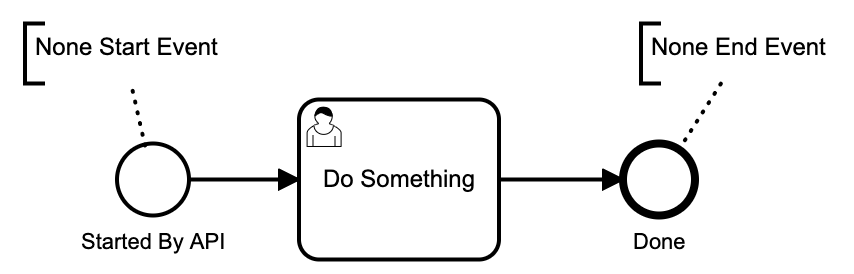 None Start Event
None End Event
Do Something
Started By API
Done